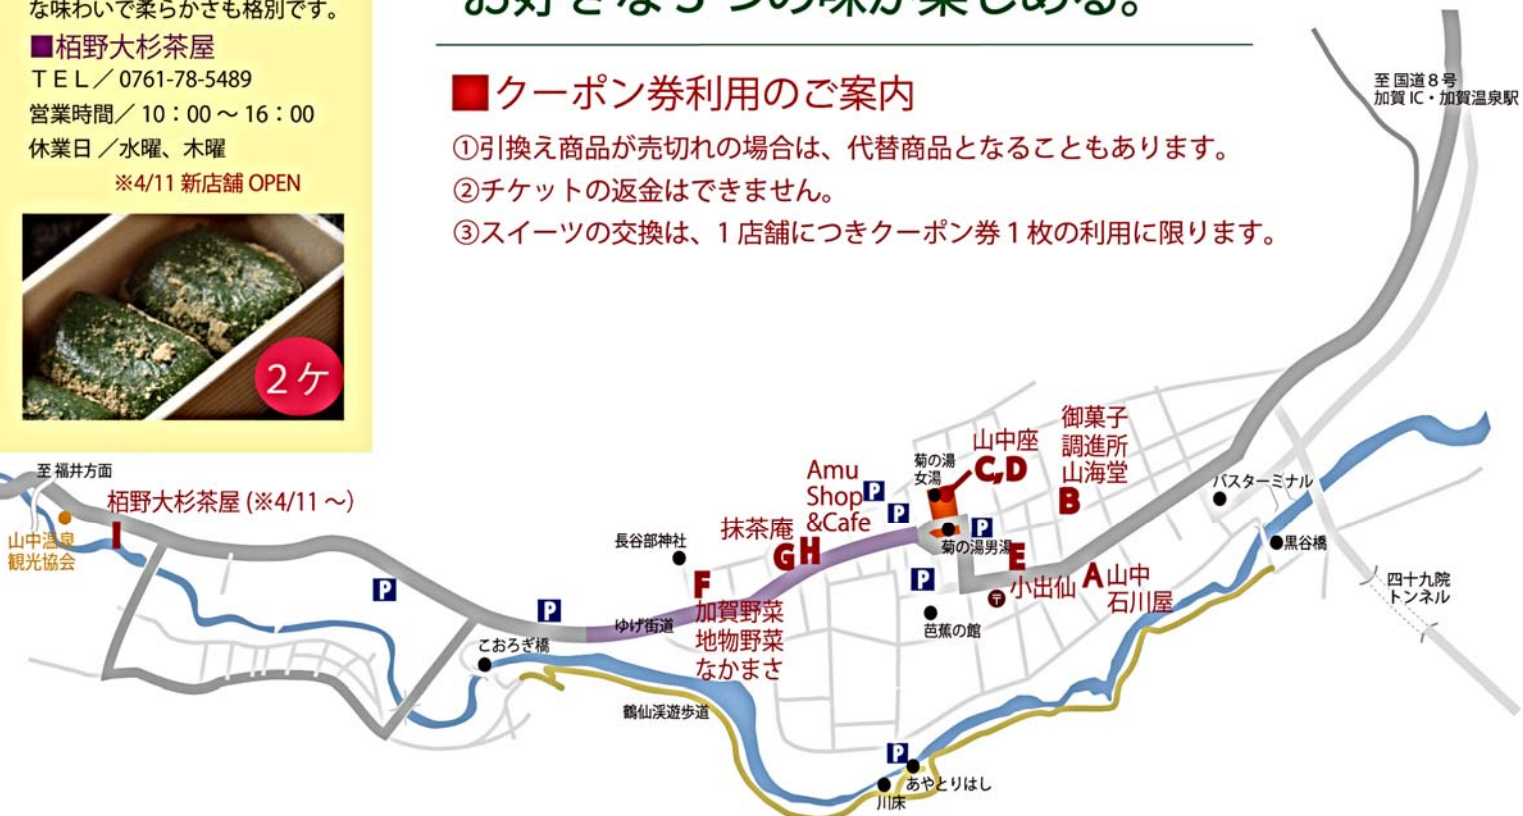 な味わいで柔らかさも格別です。
■栢野大杉茶屋
TEL／0761-78-5489
営業時間／10：00～16：00
休業日／水曜、木曜
※4/11 新店舗 OPEN
2ケ
お好きな5つの味が楽しめる。
■クーポン券利用のご案内
①引換え商品が売切れの場合は、代替商品となることもあります。
②チケットの返金はできません。
③スイーツの交換は、1店舗につきクーポン券1枚の利用に限ります。
至 国道8号
加賀IC・加賀温泉駅
至 福井方面
栢野大杉茶屋 (※4/11～)
I
山中温泉
観光協会
P
P
こおろぎ橋
ゆげ街道
長谷部神社
F
加賀野菜
地物野菜
なかまさ
鶴仙渓遊歩道
抹茶庵
G
H
Amu
Shop
&Cafe
P
P
菊の湯
女湯
山中座
C,D
P
菊の湯男湯
御菓子
調進所
山海堂
B
E
小出仙
〒
A
山中
石川屋
P
芭蕉の館
バスターミナル
黒谷橋
四十九院
トンネル
P
あやとりはし
川床